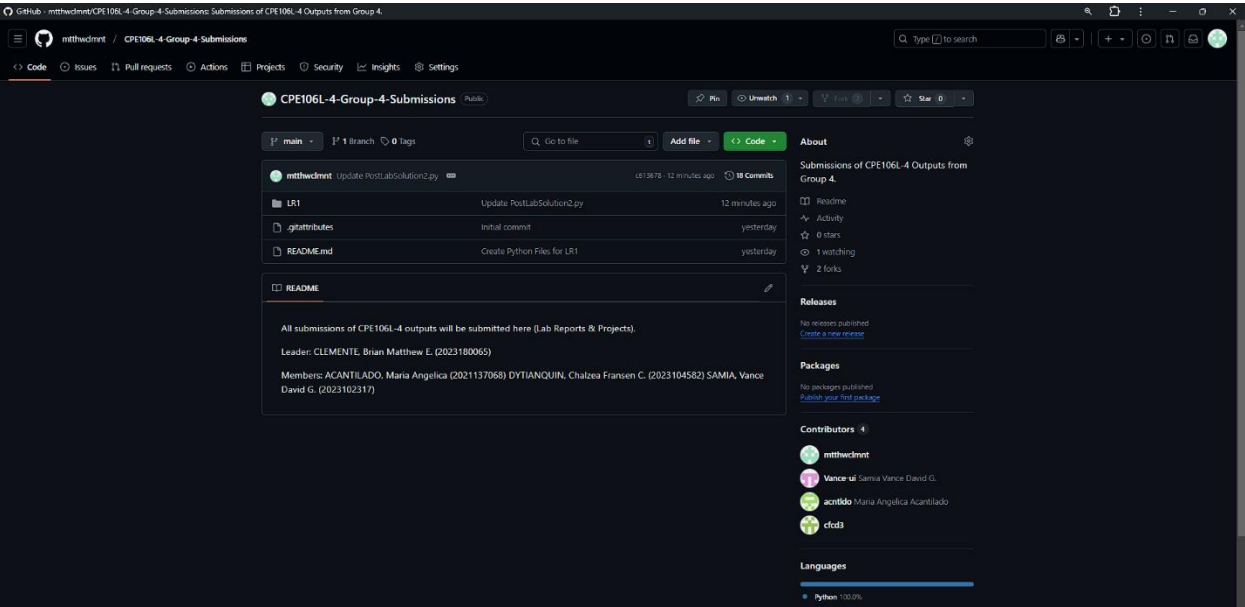 GitHub - mtthwclmnt/CPE106L-4-Group-4-Submissions: Submissions of CPE106L-4 Outputs from Group 4.
mtthwclmnt / CPE106L-4-Group-4-Submissions
Type / to search
Code Issues Pull requests Actions Projects Security Insights Settings
CPE106L-4-Group-4-Submissions Public
Pin Unwatch 1 Fork 2 Star 0
main 1 Branch 0 Tags Go to file t Add file Code
mtthwclmnt Update PostLabSolution2.py c613678 · 12 minutes ago 18 Commits
LR1 Update PostLabSolution2.py 12 minutes ago
.gitattributes Initial commit yesterday
README.md Create Python Files for LR1 yesterday
README
All submissions of CPE106L-4 outputs will be submitted here (Lab Reports & Projects).
Leader: CLEMENTE, Brian Matthew E. (2023180065)
Members: ACANTILADO, Maria Angelica (2021137068) DYTIANQUIN, Chalzea Fransen C. (2023104582) SAMIA, Vance
David G. (2023102317)
About
Submissions of CPE106L-4 Outputs from
Group 4.
Readme
Activity
0 stars
1 watching
2 forks
Releases
No releases published
Create a new release
Packages
No packages published
Publish your first package
Contributors 4
mtthwclmnt
Vance-ui Samia Vance David G.
acntldo Maria Angelica Acantilado
cfcd3
Languages
Python 100.0%